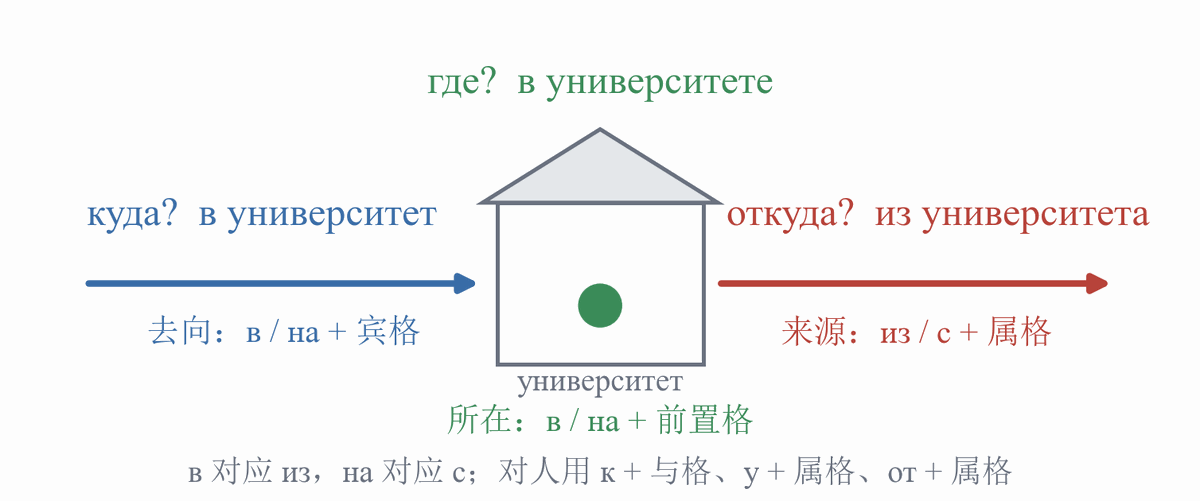 где? в университете
куда? в университет
откуда? из университета
去向：в / на + 宾格
来源：из / с + 属格
университет
所在：в / на + 前置格
в 对应 из，на 对应 с；对人用 к + 与格、у + 属格、от + 属格